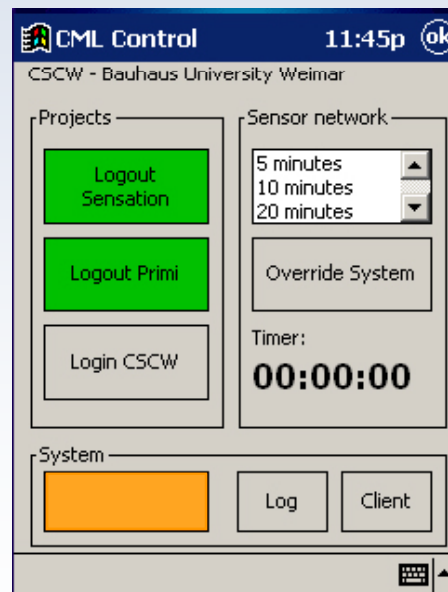 CML Control 11:45p ok
CSCW - Bauhaus University Weimar
Projects
Logout
Sensation
Logout Primi
Login CSCW
Sensor network
5 minutes
10 minutes
20 minutes
Override System
Timer:
00:00:00
System
Log
Client